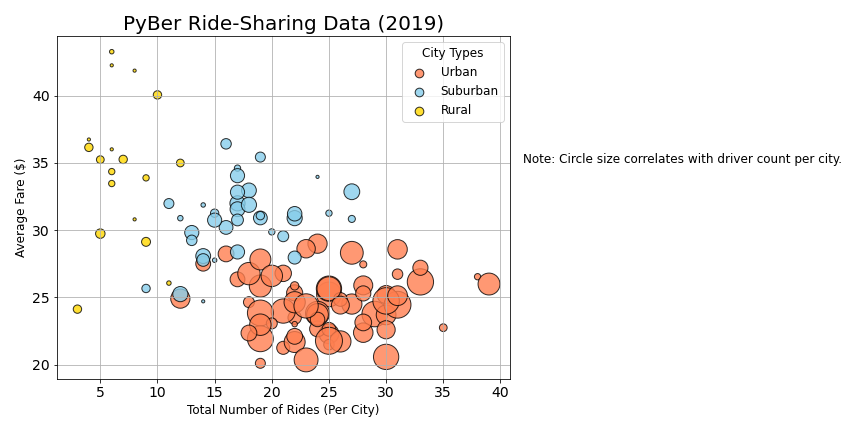 PyBer Ride-Sharing Data (2019)
City Types
Urban
Suburban
Rural
Note: Circle size correlates with driver count per city.
Average Fare ($)
40
35
30
25
20
5 10 15 20 25 30 35 40
Total Number of Rides (Per City)